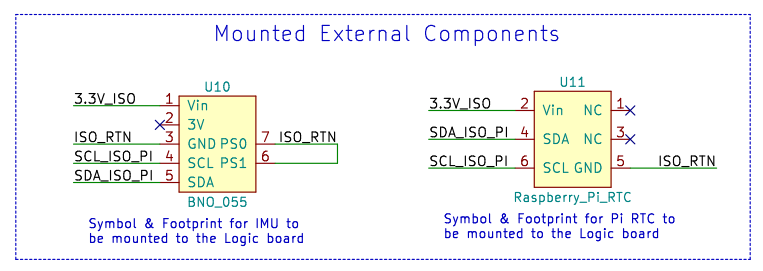 Mounted External Components
U10
3.3V_ISO 1 Vin
2 3V
ISO_RTN 3 GND PS0 7 ISO_RTN
SCL_ISO_PI 4 SCL PS1 6
SDA_ISO_PI 5 SDA
BNO_055
Symbol & Footprint for IMU to
be mounted to the Logic board
U11
3.3V_ISO 2 Vin NC 1
SDA_ISO_PI 4 SDA NC 3
SCL_ISO_PI 6 SCL GND 5 ISO_RTN
Raspberry_Pi_RTC
Symbol & Footprint for Pi RTC to
be mounted to the Logic board